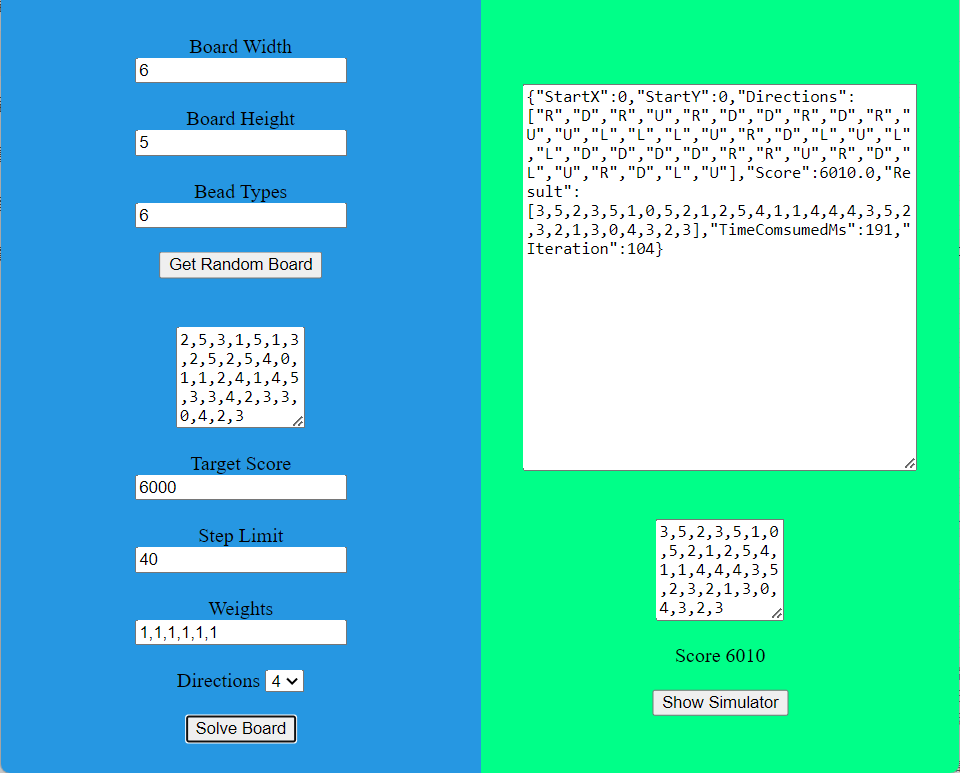 Board Width
6
Board Height
5
Bead Types
6
Get Random Board
2,5,3,1,5,1,3
,2,5,2,5,4,0,
1,1,2,4,1,4,5
,3,3,4,2,3,3,
0,4,2,3
Target Score
6000
Step Limit
40
Weights
1,1,1,1,1,1
Directions 4
Solve Board
{"StartX":0,"StartY":0,"Directions":
["R","D","R","U","R","D","D","R","D","R","
U","U","L","L","L","U","R","D","L","U","L"
,"L","D","D","D","D","R","R","U","R","D","
L","U","R","D","L","U"],"Score":6010.0,"Re
sult":
[3,5,2,3,5,1,0,5,2,1,2,5,4,1,1,4,4,4,3,5,2
,3,2,1,3,0,4,3,2,3],"TimeComsumedMs":191,"
Iteration":104}
3,5,2,3,5,1,0
,5,2,1,2,5,4,
1,1,4,4,4,3,5
,2,3,2,1,3,0,
4,3,2,3
Score 6010
Show Simulator